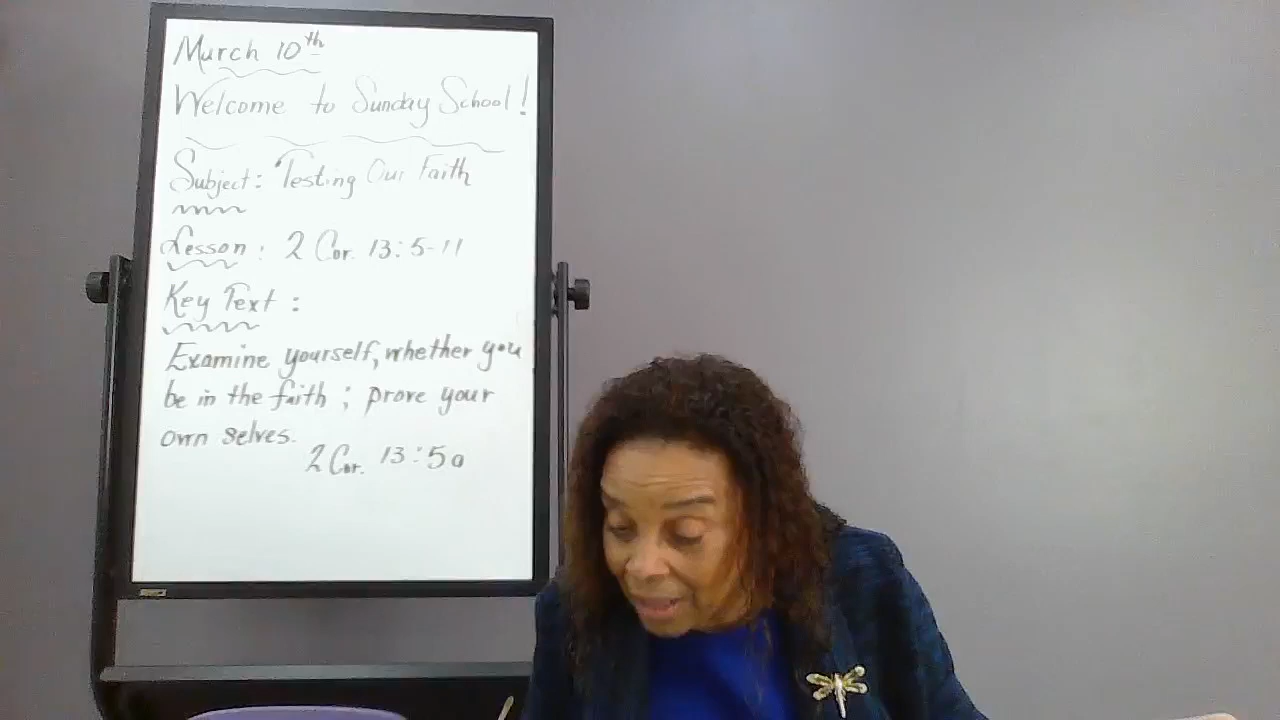 March 10th
Welcome to Sunday School!
Subject: Testing Our Faith
Lesson: 2 Cor. 13:5-11
Key Text:
Examine yourself, whether you
be in the faith; prove your
own selves.
2 Cor. 13:5a